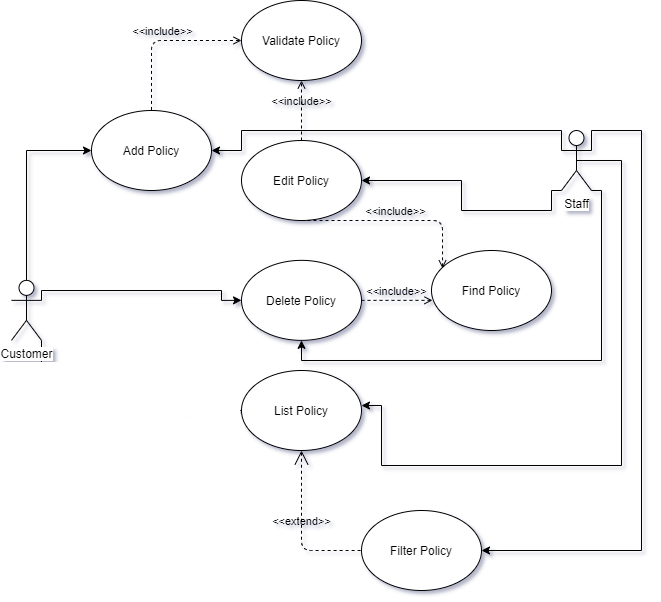 <<include>>
Validate Policy
<<include>>
Add Policy
Edit Policy
Staff
<<include>>
Delete Policy
<<include>>
Find Policy
Customer
List Policy
<<extend>>
Filter Policy